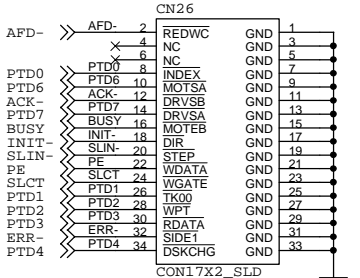 CN26
AFD- AFD- 2 REDWC GND 1
4 NC GND 3
6 NC GND 5
PTD0 PTD0 8 INDEX GND 7
PTD6 PTD6 10 MOTSA GND 9
ACK- ACK- 12 DRVSB GND 11
PTD7 PTD7 14 DRVSA GND 13
BUSY BUSY 16 MOTEB GND 15
INIT- INIT- 18 DIR GND 17
SLIN- SLIN- 20 STEP GND 19
PE PE 22 WDATA GND 21
SLCT SLCT 24 WGATE GND 23
PTD1 PTD1 26 TK00 GND 25
PTD2 PTD2 28 WPT GND 27
PTD3 PTD3 30 RDATA GND 29
ERR- ERR- 32 SIDE1 GND 31
PTD4 PTD4 34 DSKCHG GND 33
CON17X2_SLD